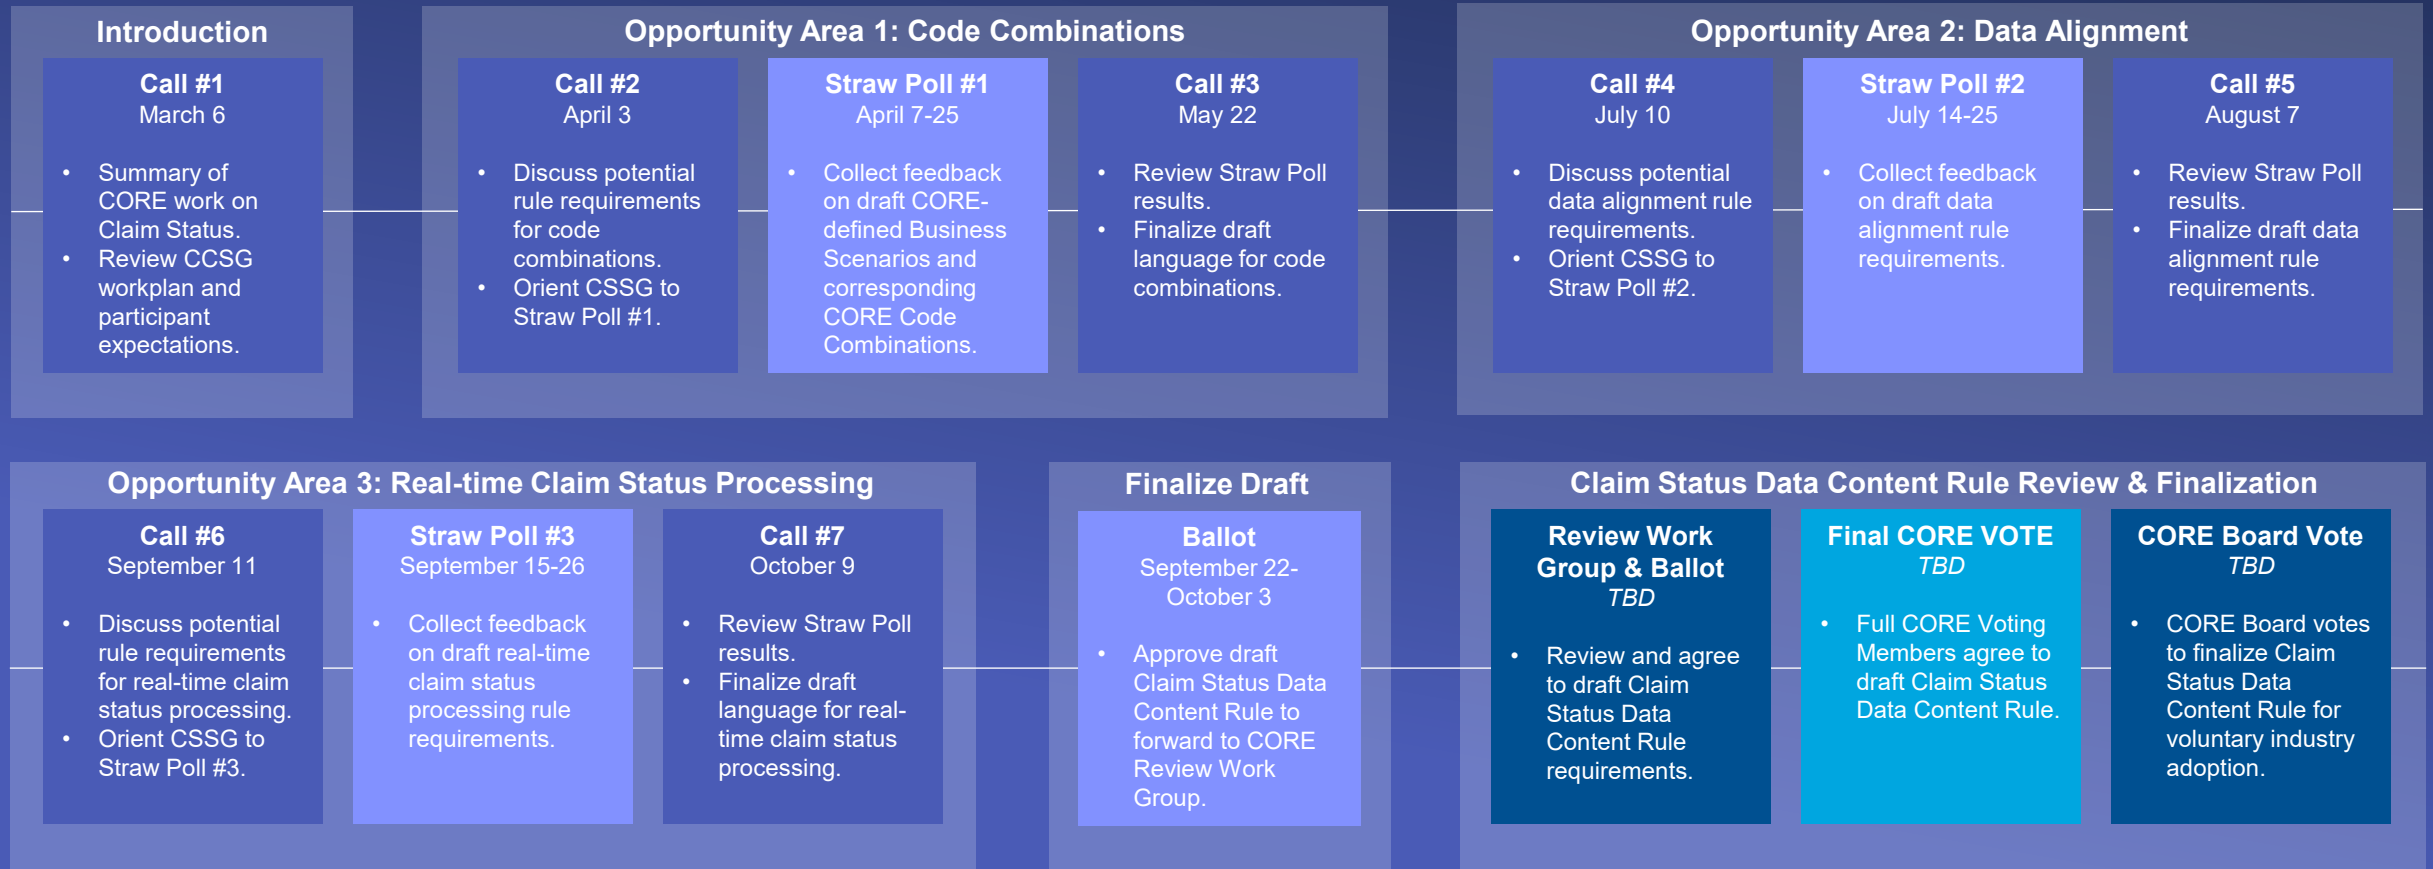 Introduction
Call #1
March 6
• Summary of
CORE work on
Claim Status.
• Review CCSG
workplan and
participant
expectations.
Opportunity Area 1: Code Combinations
Call #2
April 3
• Discuss potential
rule requirements
for code
combinations.
• Orient CSSG to
Straw Poll #1.
Straw Poll #1
April 7-25
• Collect feedback
on draft CORE-
defined Business
Scenarios and
corresponding
CORE Code
Combinations.
Call #3
May 22
• Review Straw Poll
results.
• Finalize draft
language for code
combinations.
Opportunity Area 2: Data Alignment
Call #4
July 10
• Discuss potential
data alignment rule
requirements.
• Orient CSSG to
Straw Poll #2.
Straw Poll #2
July 14-25
• Collect feedback
on draft data
alignment rule
requirements.
Call #5
August 7
• Review Straw Poll
results.
• Finalize draft data
alignment rule
requirements.
Opportunity Area 3: Real-time Claim Status Processing
Call #6
September 11
• Discuss potential
rule requirements
for real-time claim
status processing.
• Orient CSSG to
Straw Poll #3.
Straw Poll #3
September 15-26
• Collect feedback
on draft real-time
claim status
processing rule
requirements.
Call #7
October 9
• Review Straw Poll
results.
• Finalize draft
language for real-
time claim status
processing.
Finalize Draft
Ballot
September 22-
October 3
• Approve draft
Claim Status Data
Content Rule to
forward to CORE
Review Work
Group.
Claim Status Data Content Rule Review & Finalization
Review Work
Group & Ballot
TBD
• Review and agree
to draft Claim
Status Data
Content Rule
requirements.
Final CORE VOTE
TBD
• Full CORE Voting
Members agree to
draft Claim Status
Data Content Rule.
CORE Board Vote
TBD
• CORE Board votes
to finalize Claim
Status Data
Content Rule for
voluntary industry
adoption.